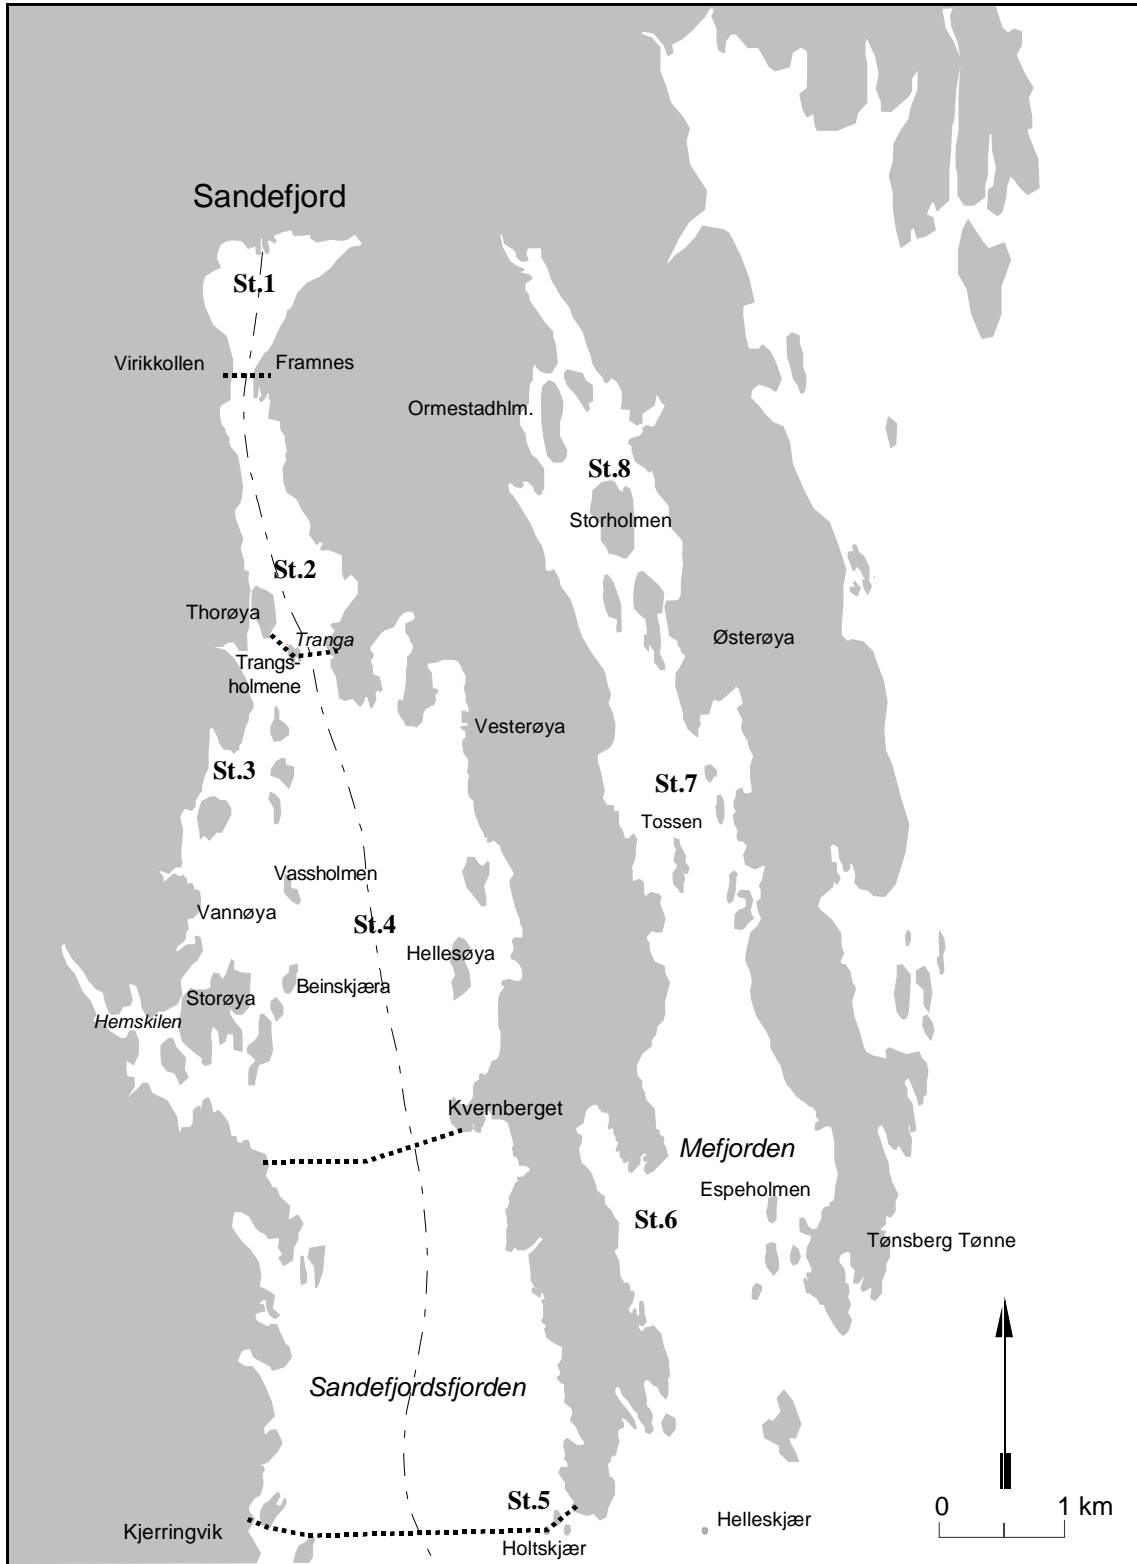 Sandefjord
St.1
Virikkollen
Framnes
Ormestadhlm.
St.8
Storholmen
St.2
Thorøya
Tranga
Østerøya
Trangs-
holmene
Vesterøya
St.3
St.7
Tossen
Vassholmen
Vannøya
St.4
Hellesøya
Beinskjæra
Storøya
Hemskilen
Kvernberget
Mefjorden
Espeholmen
St.6
Tønsberg Tønne
Sandefjordsfjorden
St.5
0 1 km
Helleskjær
Kjerringvik
Holtskjær